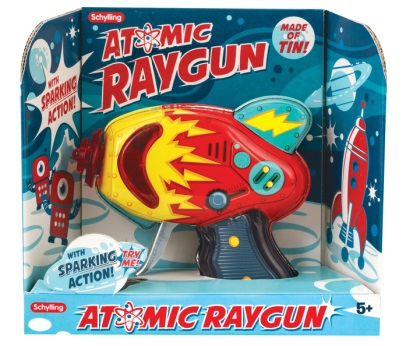 Schylling
ATOMIC
RAYGUN
MADE
OF
TIN!
WITH
SPARKING
ACTION!
WITH
SPARKING
ACTION!
TRY
ME!
Schylling
ATOMIC RAYGUN
5+